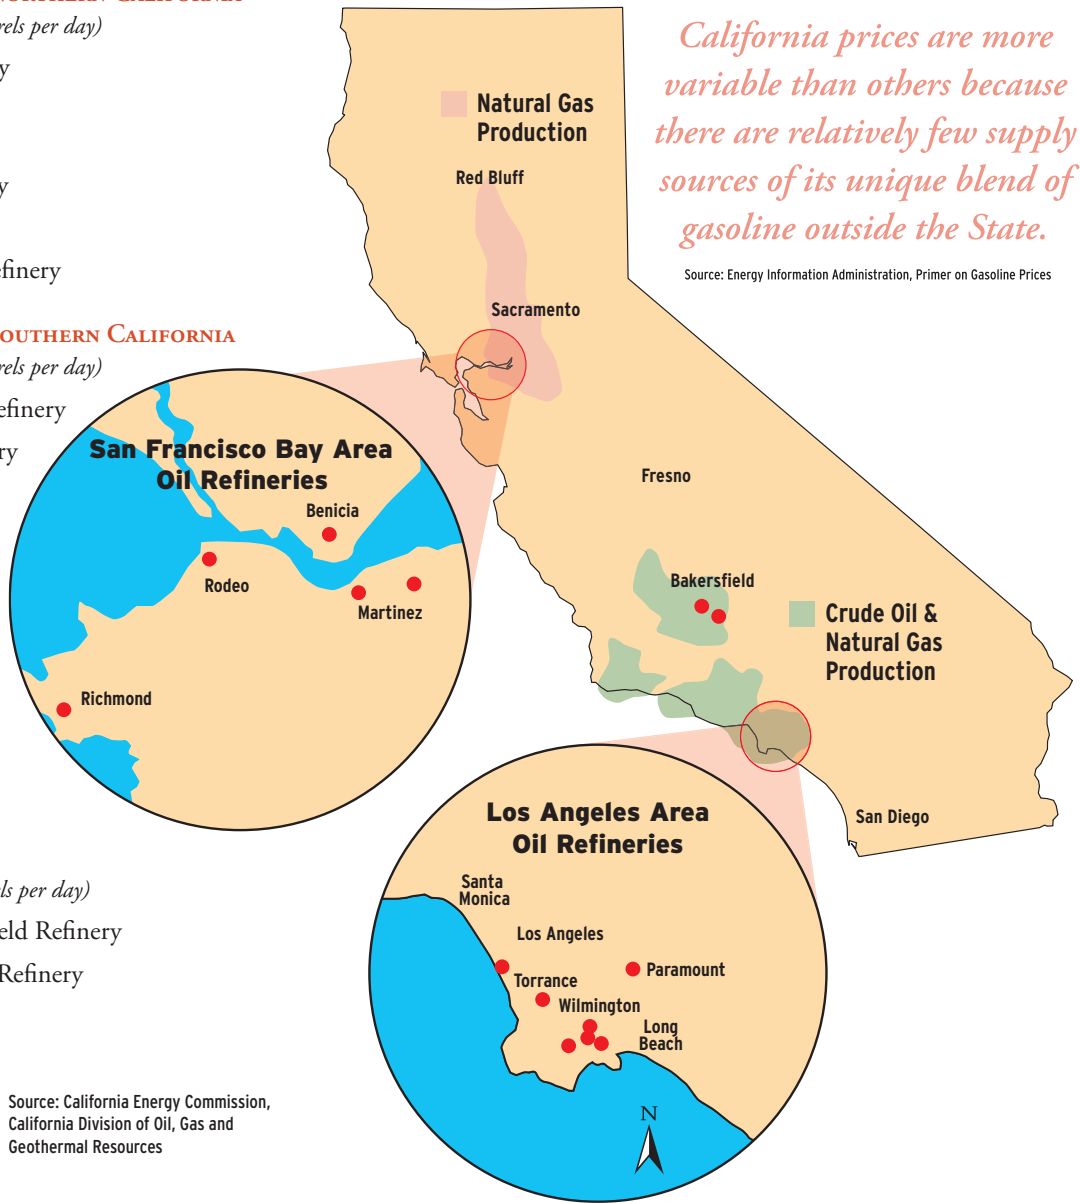 (rels per day)
efinery
OUTHERN CALIFORNIA
rels per day)
efinery
ry
ls per day)
eld Refinery
Refinery
Source: California Energy Commission,
California Division of Oil, Gas and
Geothermal Resources
California prices are more
variable than others because
there are relatively few supply
sources of its unique blend of
gasoline outside the State.
Source: Energy Information Administration, Primer on Gasoline Prices
Natural Gas
Production
Red Bluff
Sacramento
Fresno
Bakersfield
Crude Oil &
Natural Gas
Production
San Diego
San Francisco Bay Area
Oil Refineries
Benicia
Rodeo
Martinez
Richmond
Los Angeles Area
Oil Refineries
Santa
Monica
Los Angeles
Paramount
Torrance
Wilmington
Long
Beach
N